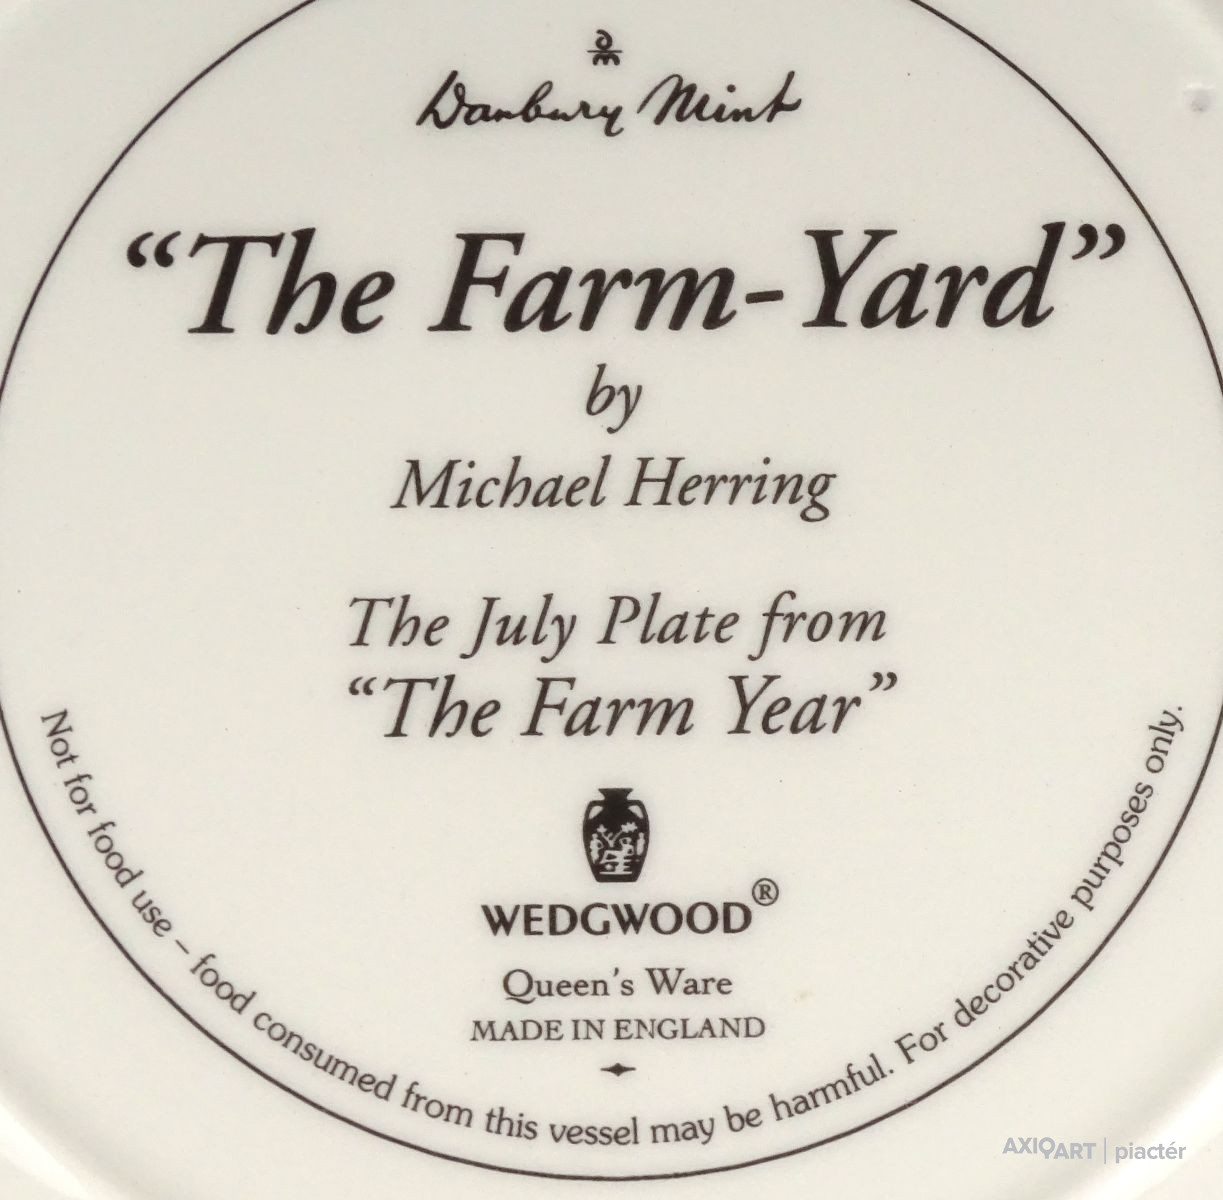 Danbury Mint
“The Farm-Yard”
by
Michael Herring
The July Plate from
“The Farm Year”
WEDGWOOD®
Queen's Ware
MADE IN ENGLAND
Not for food use – food consumed from this vessel may be harmful. For decorative purposes only.
AXIOART | piactér